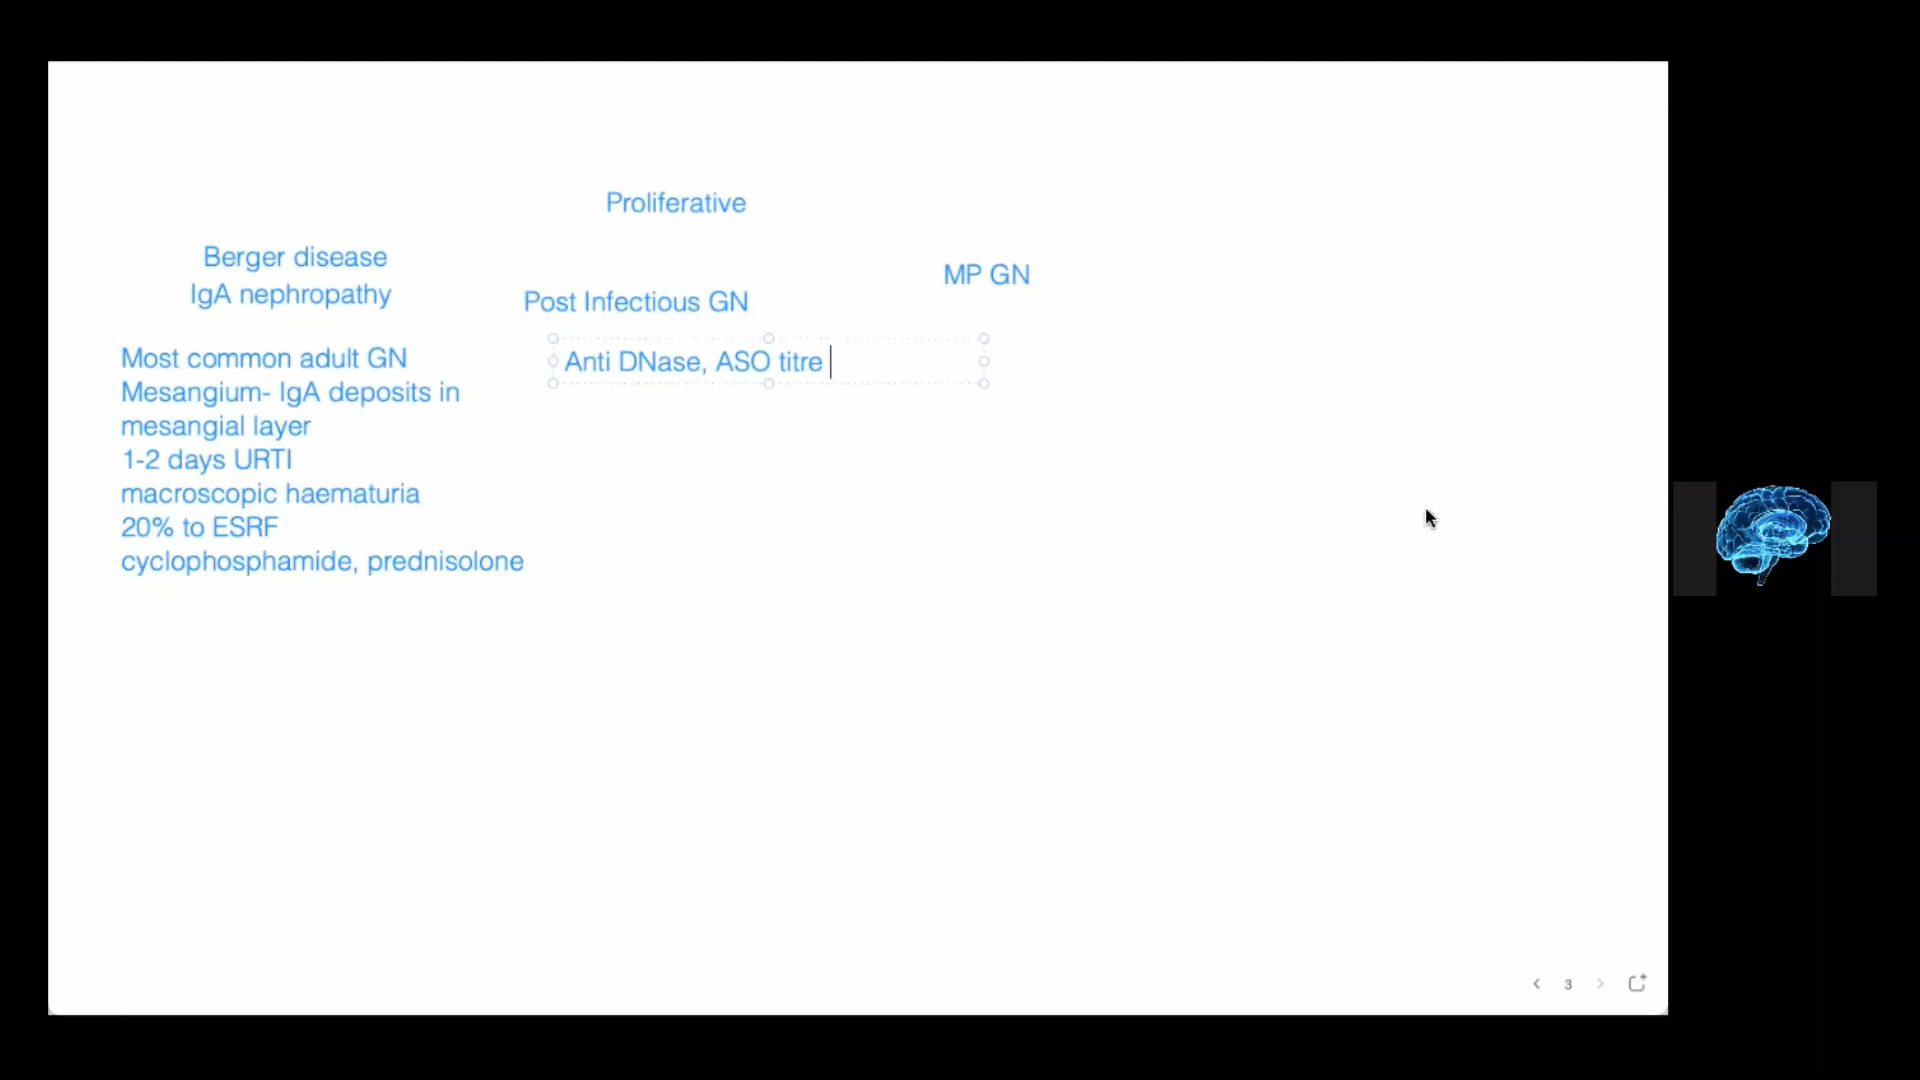 Proliferative
Berger disease
IgA nephropathy
Post Infectious GN
MP GN
Most common adult GN
Mesangium- IgA deposits in
mesangial layer
1-2 days URTI
macroscopic haematuria
20% to ESRF
cyclophosphamide, prednisolone
Anti DNase, ASO titre
3